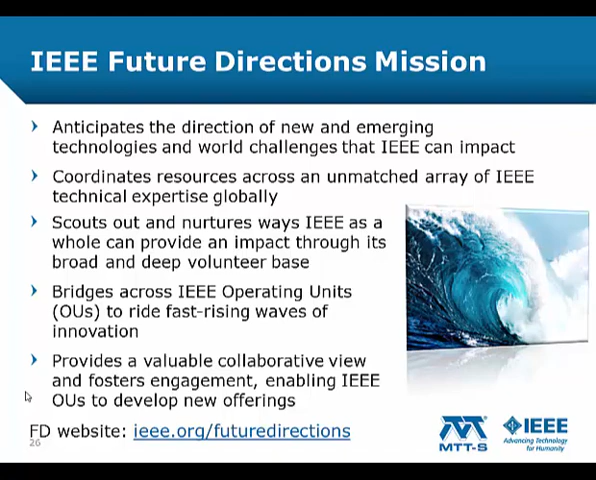 IEEE Future Directions Mission
Anticipates the direction of new and emerging
technologies and world challenges that IEEE can impact
Coordinates resources across an unmatched array of IEEE
technical expertise globally
Scouts out and nurtures ways IEEE as a
whole can provide an impact through its
broad and deep volunteer base
Bridges across IEEE Operating Units
(OUs) to ride fast-rising waves of
innovation
Provides a valuable collaborative view
and fosters engagement, enabling IEEE
OUs to develop new offerings
FD website: ieee.org/futuredirections
26
MTT-S
IEEE
Advancing Technology
for Humanity